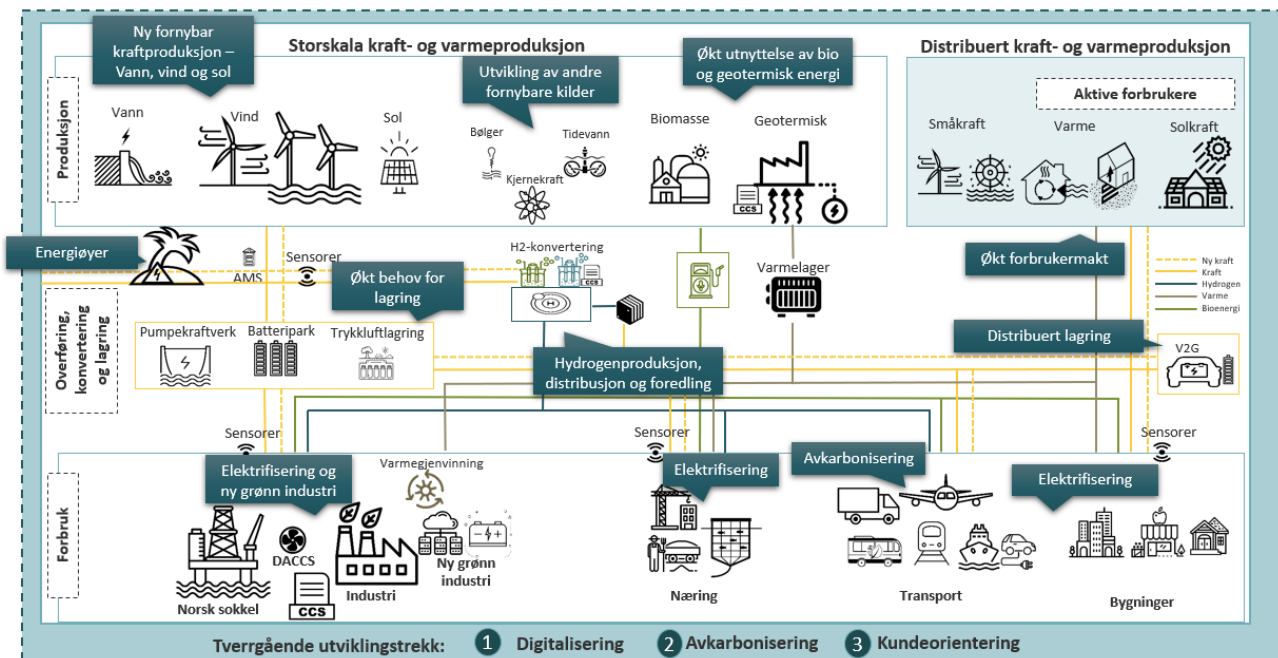 Ny fornybar
kraftproduksjon –
Vann, vind og sol
Storskala kraft- og varmeproduksjon
Utvikling av andre
fornybare kilder
Økt utnyttelse av bio
og geotermisk energi
Distribuert kraft- og varmeproduksjon
Aktive forbrukere
Produksjon
Vann
Vind
Sol
Bølger
Tidevann
Kjernekraft
Biomasse
Geotermisk
CCS
Småkraft
Varme
Solkraft
Energiøyer
AMS
Sensorer
Økt behov for
lagring
H2-konvertering
CCS
H
Varmelager
Økt forbrukermakt
Ny kraft
Kraft
Hydrogen
Varme
Bioenergi
Overføring,
konvertering
og lagring
Pumpekraftverk
Batteripark
Trykkluftlagring
Hydrogenproduksjon,
distribusjon og foredling
Distribuert lagring
V2G
Sensorer
Sensorer
Sensorer
Forbruk
Elektrifisering og
ny grønn industri
Varmegjenvinning
Elektrifisering
Avkarbonisering
Elektrifisering
DACCS
CCS
Norsk sokkel
Industri
Ny grønn
industri
Næring
Transport
Bygninger
Tverrgående utviklingstrekk: 1 Digitalisering 2 Avkarbonisering 3 Kundeorientering